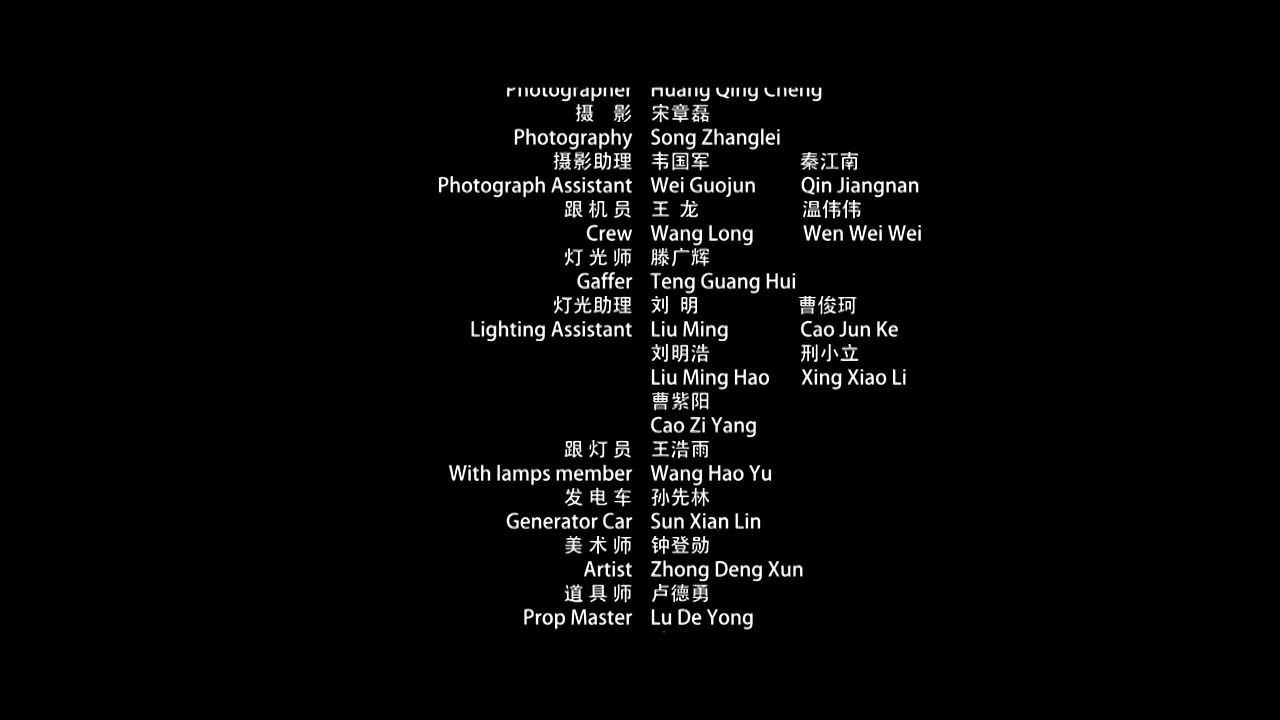 Photographer Huang Qing Cheng
摄 影 宋章磊
Photography Song Zhanglei
摄影助理 韦国军 秦江南
Photograph Assistant Wei Guojun Qin Jiangnan
跟 机 员 王 龙 温伟伟
Crew Wang Long Wen Wei Wei
灯 光 师 滕广辉
Gaffer Teng Guang Hui
灯光助理 刘 明 曹俊珂
Lighting Assistant Liu Ming Cao Jun Ke
刘明浩 刑小立
Liu Ming Hao Xing Xiao Li
曹紫阳
Cao Zi Yang
跟 灯 员 王浩雨
With lamps member Wang Hao Yu
发 电 车 孙先林
Generator Car Sun Xian Lin
美 术 师 钟登勋
Artist Zhong Deng Xun
道 具 师 卢德勇
Prop Master Lu De Yong